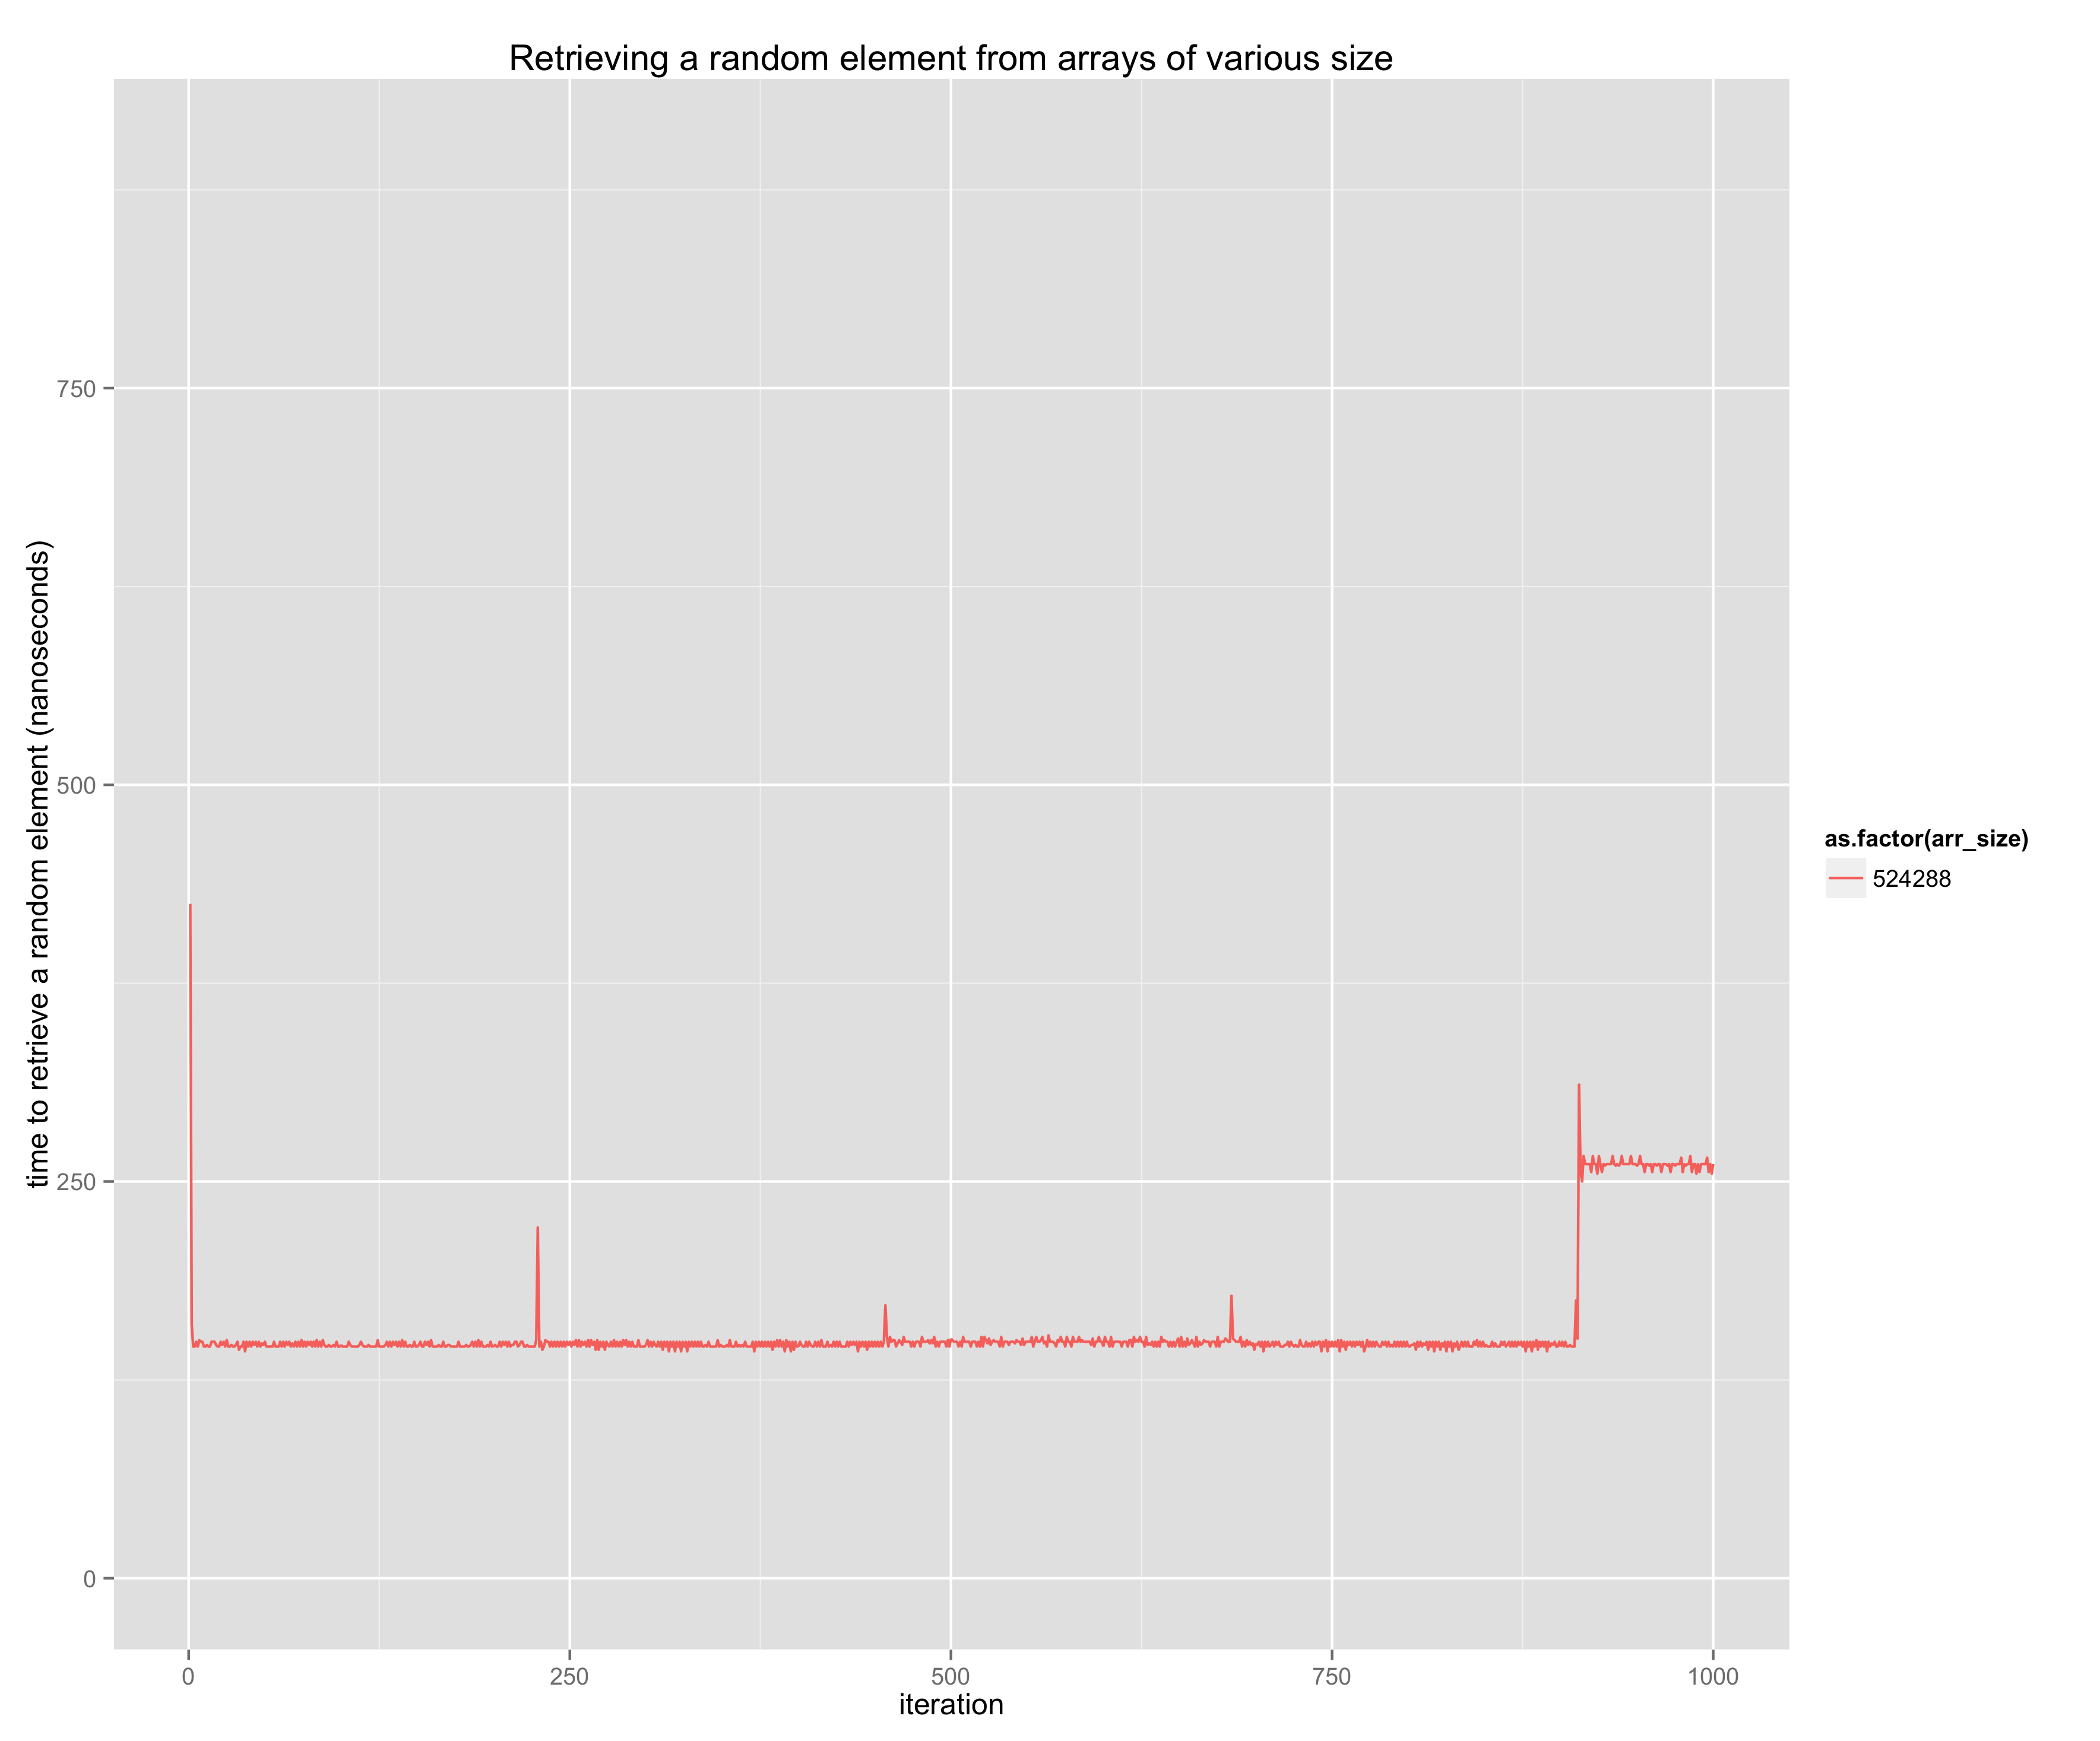 Retrieving a random element from arrays of various size
time to retrieve a random element (nanoseconds)
750
500
250
0
0 250 500 750 1000
iteration
as.factor(arr_size)
524288